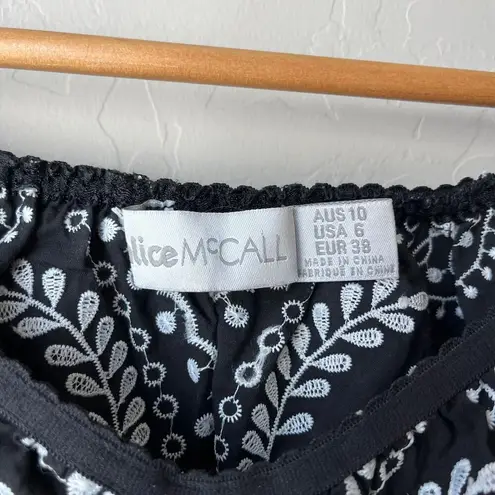 lice McCALL
AUS 10
USA 6
EUR 38
MADE IN CHINA
FABRIQUE EN CHINE